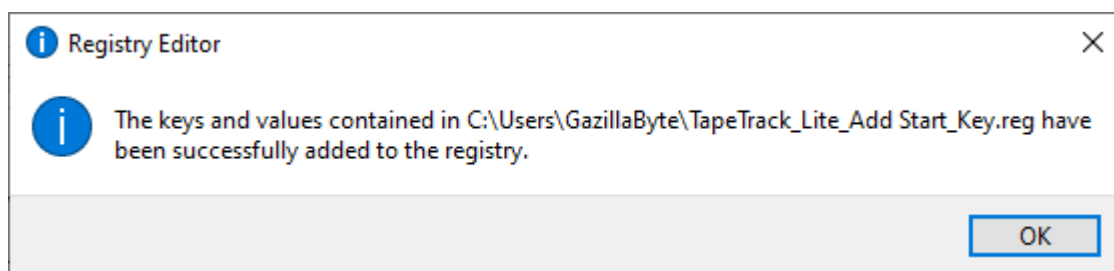 Registry Editor
The keys and values contained in C:\Users\GazillaByte\TapeTrack_Lite_Add Start_Key.reg have
been successfully added to the registry.
OK